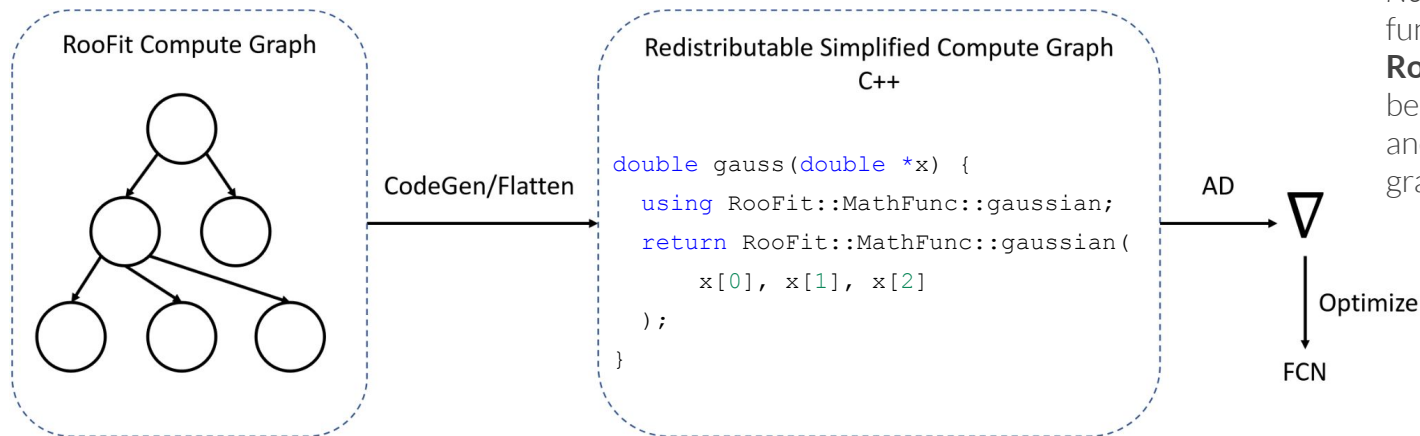 RooFit Compute Graph
CodeGen/Flatten
Redistributable Simplified Compute Graph
C++
double gauss(double *x) {
using RooFit::MathFunc::gaussian;
return RooFit::MathFunc::gaussian(
x[0], x[1], x[2]
);
}
AD
∇
Optimize
FCN